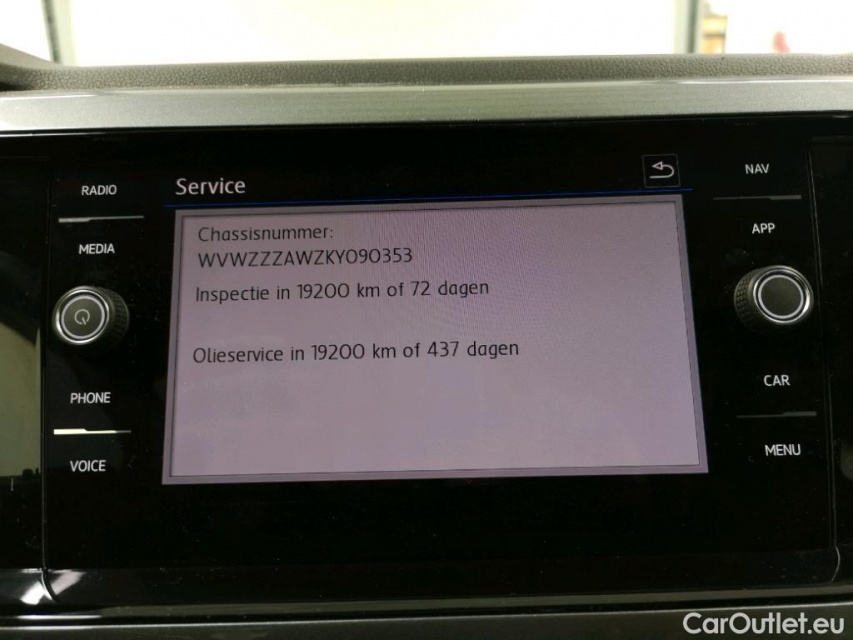 RADIO
MEDIA
PHONE
VOICE
Service
Chassisnummer:
WVWZZZAWZKY090353
Inspectie in 19200 km of 72 dagen
Olieservice in 19200 km of 437 dagen
NAV
APP
CAR
MENU
CarOutlet.eu